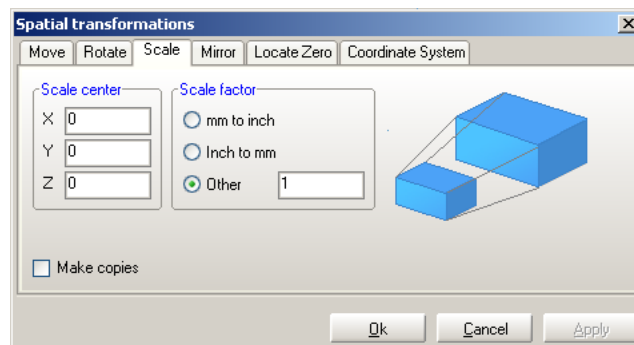 Spatial transformations
Move Rotate Scale Mirror Locate Zero Coordinate System
Scale center
X 0
Y 0
Z 0
Scale factor
mm to inch
Inch to mm
Other 1
Make copies
Ok Cancel Apply